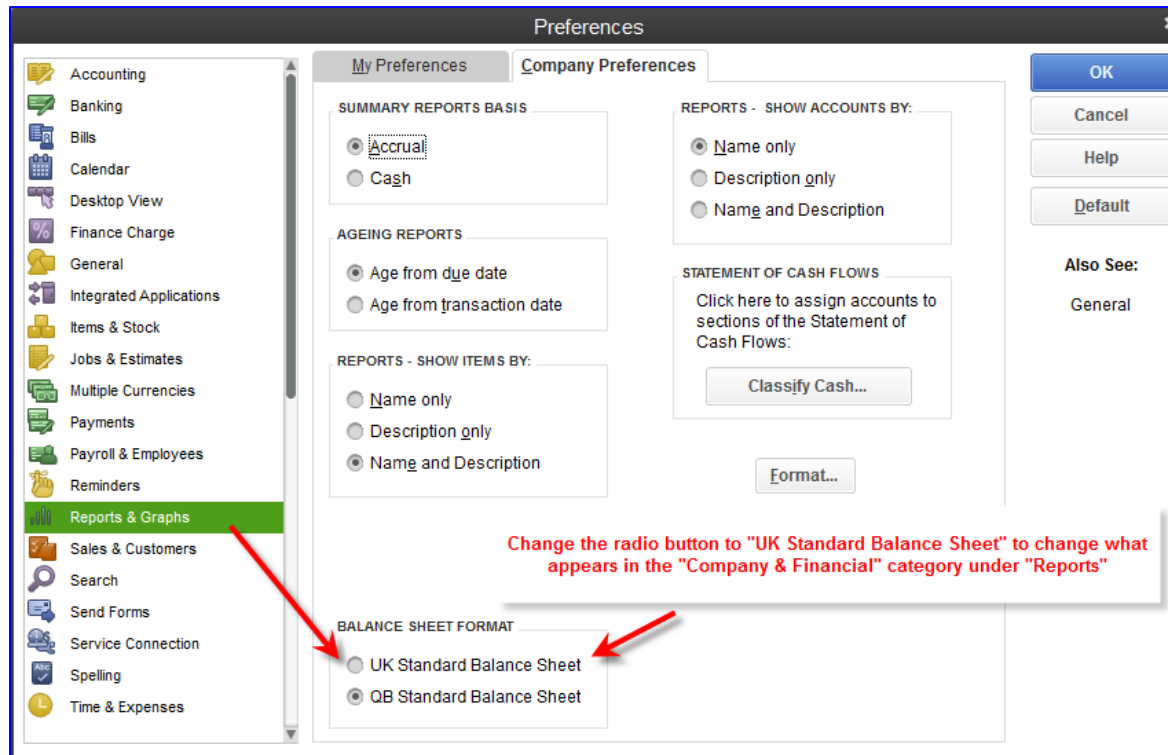 Preferences
Accounting
Banking
Bills
Calendar
Desktop View
Finance Charge
General
Integrated Applications
Items & Stock
Jobs & Estimates
Multiple Currencies
Payments
Payroll & Employees
Reminders
Reports & Graphs
Sales & Customers
Search
Send Forms
Service Connection
Spelling
Time & Expenses
My Preferences
Company Preferences
SUMMARY REPORTS BASIS
Accrual
Cash
AGEING REPORTS
Age from due date
Age from transaction date
REPORTS - SHOW ITEMS BY:
Name only
Description only
Name and Description
REPORTS - SHOW ACCOUNTS BY:
Name only
Description only
Name and Description
STATEMENT OF CASH FLOWS
Click here to assign accounts to
sections of the Statement of
Cash Flows:
Classify Cash...
Format...
Change the radio button to "UK Standard Balance Sheet" to change what
appears in the "Company & Financial" category under "Reports"
BALANCE SHEET FORMAT
UK Standard Balance Sheet
QB Standard Balance Sheet
OK
Cancel
Help
Default
Also See:
General